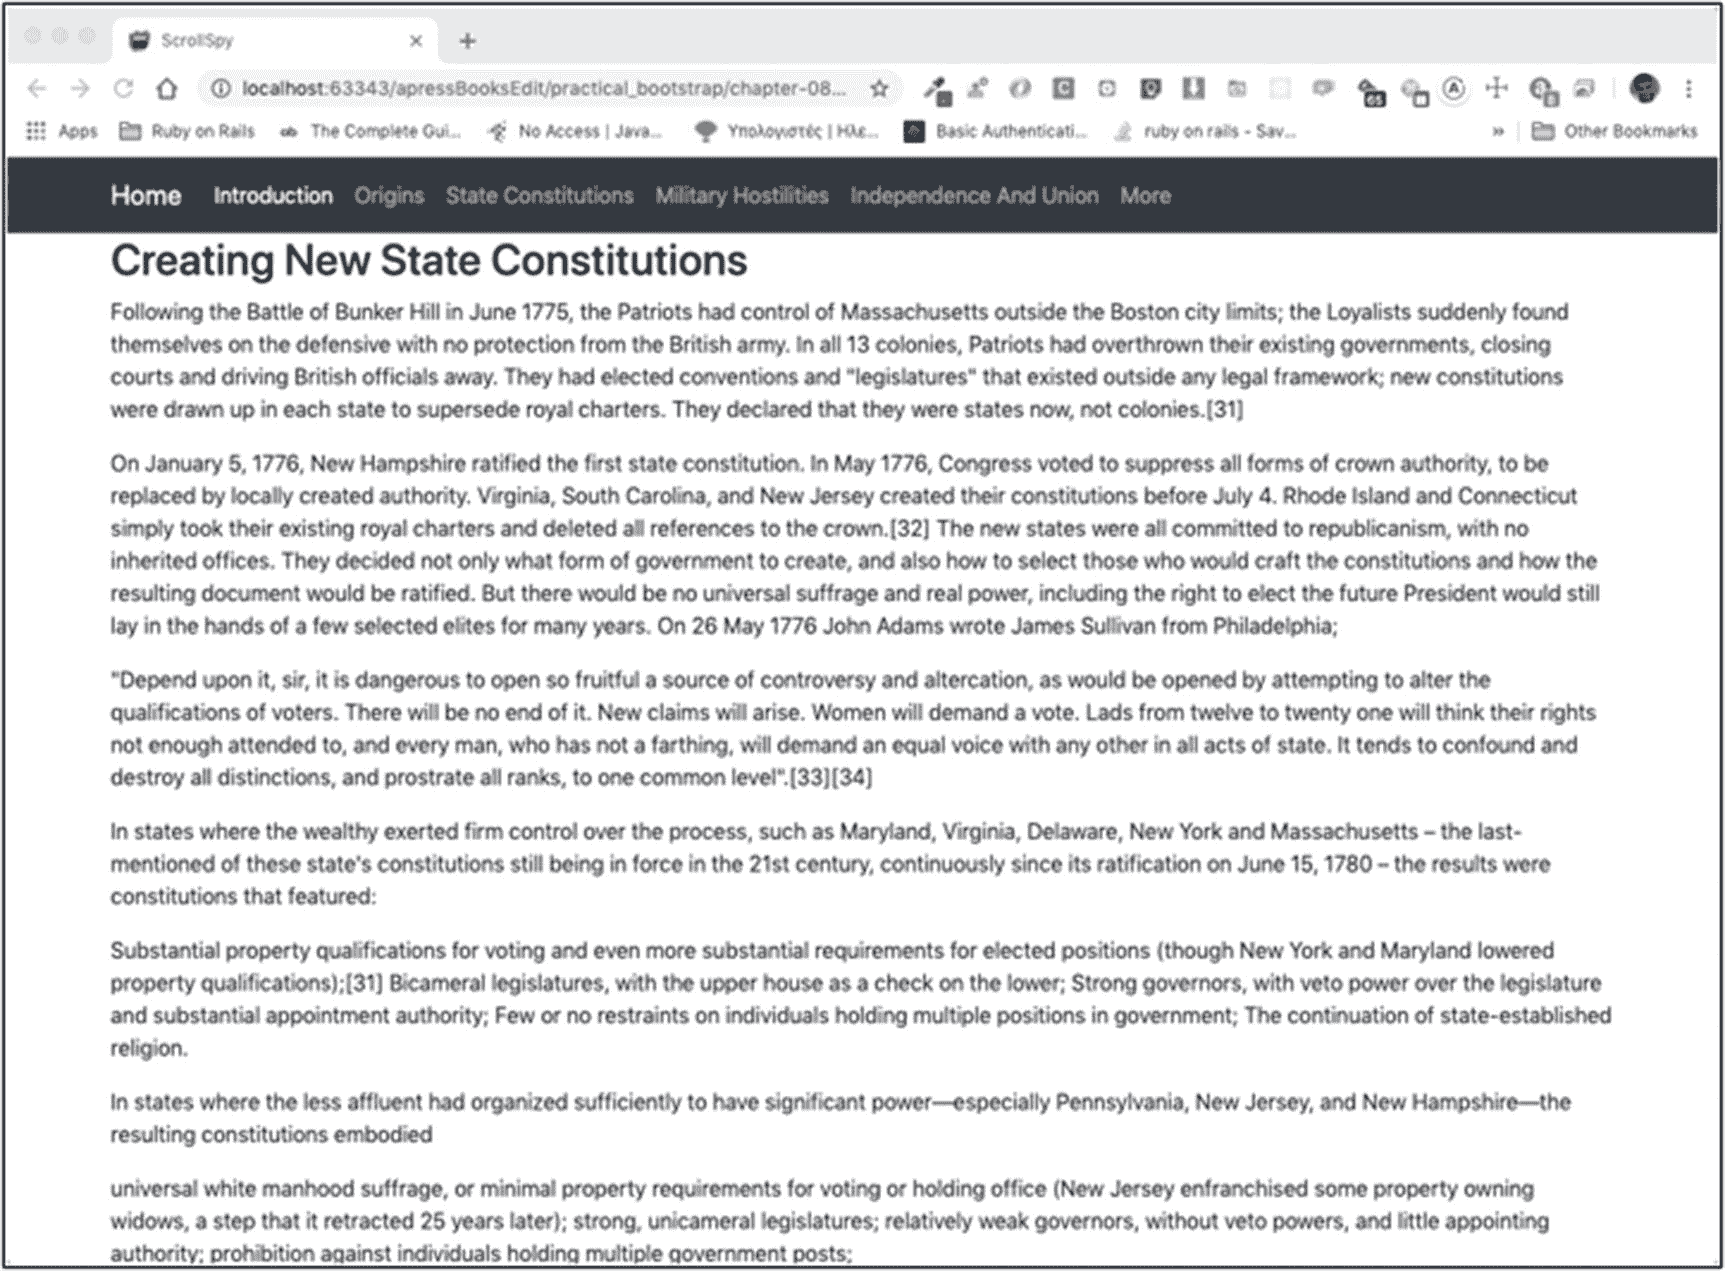 ScrollSpy
localhost:63343/apressBooksEdit/practical_bootstrap/chapter-08...
Apps Ruby on Rails The Complete Gui... No Access | Java... Υπολογιστές | Ηλε... Basic Authenticati... ruby on rails - Sav... » Other Bookmarks
Home Introduction Origins State Constitutions Military Hostilities Independence And Union More
Creating New State Constitutions
Following the Battle of Bunker Hill in June 1775, the Patriots had control of Massachusetts outside the Boston city limits; the Loyalists suddenly found
themselves on the defensive with no protection from the British army. In all 13 colonies, Patriots had overthrown their existing governments, closing
courts and driving British officials away. They had elected conventions and "legislatures" that existed outside any legal framework; new constitutions
were drawn up in each state to supersede royal charters. They declared that they were states now, not colonies.[31]
On January 5, 1776, New Hampshire ratified the first state constitution. In May 1776, Congress voted to suppress all forms of crown authority, to be
replaced by locally created authority. Virginia, South Carolina, and New Jersey created their constitutions before July 4. Rhode Island and Connecticut
simply took their existing royal charters and deleted all references to the crown.[32] The new states were all committed to republicanism, with no
inherited offices. They decided not only what form of government to create, and also how to select those who would craft the constitutions and how the
resulting document would be ratified. But there would be no universal suffrage and real power, including the right to elect the future President would still
lay in the hands of a few selected elites for many years. On 26 May 1776 John Adams wrote James Sullivan from Philadelphia;
"Depend upon it, sir, it is dangerous to open so fruitful a source of controversy and altercation, as would be opened by attempting to alter the
qualifications of voters. There will be no end of it. New claims will arise. Women will demand a vote. Lads from twelve to twenty one will think their rights
not enough attended to, and every man, who has not a farthing, will demand an equal voice with any other in all acts of state. It tends to confound and
destroy all distinctions, and prostrate all ranks, to one common level".[33][34]
In states where the wealthy exerted firm control over the process, such as Maryland, Virginia, Delaware, New York and Massachusetts – the last-
mentioned of these state's constitutions still being in force in the 21st century, continuously since its ratification on June 15, 1780 – the results were
constitutions that featured:
Substantial property qualifications for voting and even more substantial requirements for elected positions (though New York and Maryland lowered
property qualifications);[31] Bicameral legislatures, with the upper house as a check on the lower; Strong governors, with veto power over the legislature
and substantial appointment authority; Few or no restraints on individuals holding multiple positions in government; The continuation of state-established
religion.
In states where the less affluent had organized sufficiently to have significant power—especially Pennsylvania, New Jersey, and New Hampshire—the
resulting constitutions embodied
universal white manhood suffrage, or minimal property requirements for voting or holding office (New Jersey enfranchised some property owning
widows, a step that it retracted 25 years later); strong, unicameral legislatures; relatively weak governors, without veto powers, and little appointing
authority; prohibition against individuals holding multiple government posts;